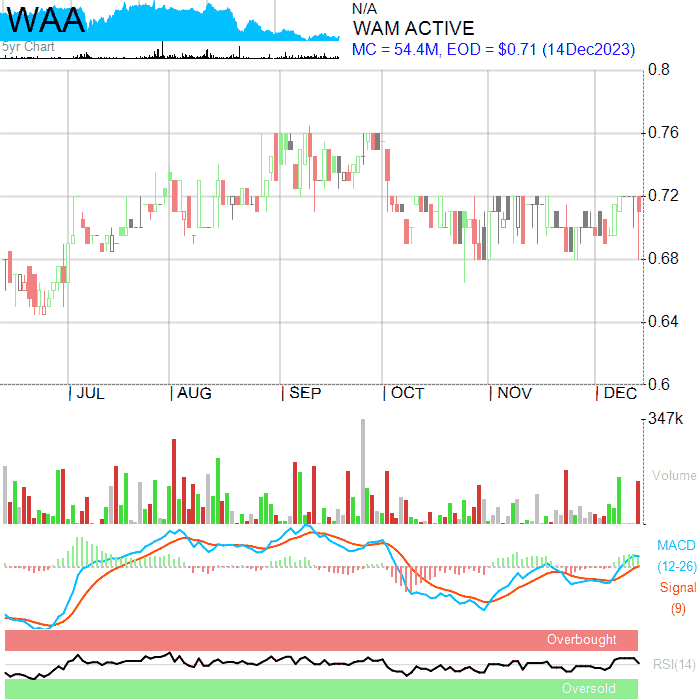 WAA
5yr Chart
N/A
WAM ACTIVE
MC = 54.4M, EOD = $0.71 (14Dec2023)
0.8
0.76
0.72
0.68
0.64
0.6
JUL
AUG
SEP
OCT
NOV
DEC
347k
Volume
MACD
(12-26)
Signal
(9)
Overbought
RSI(14)
Oversold